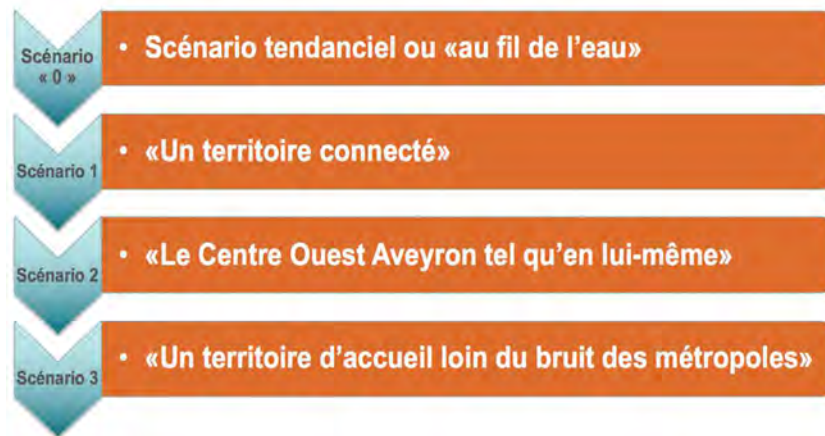 Scénario
« 0 »
• Scénario tendanciel ou «au fil de l'eau»
Scénario 1
• «Un territoire connecté»
Scénario 2
• «Le Centre Ouest Aveyron tel qu'en lui-même»
Scénario 3
• «Un territoire d'accueil loin du bruit des métropoles»